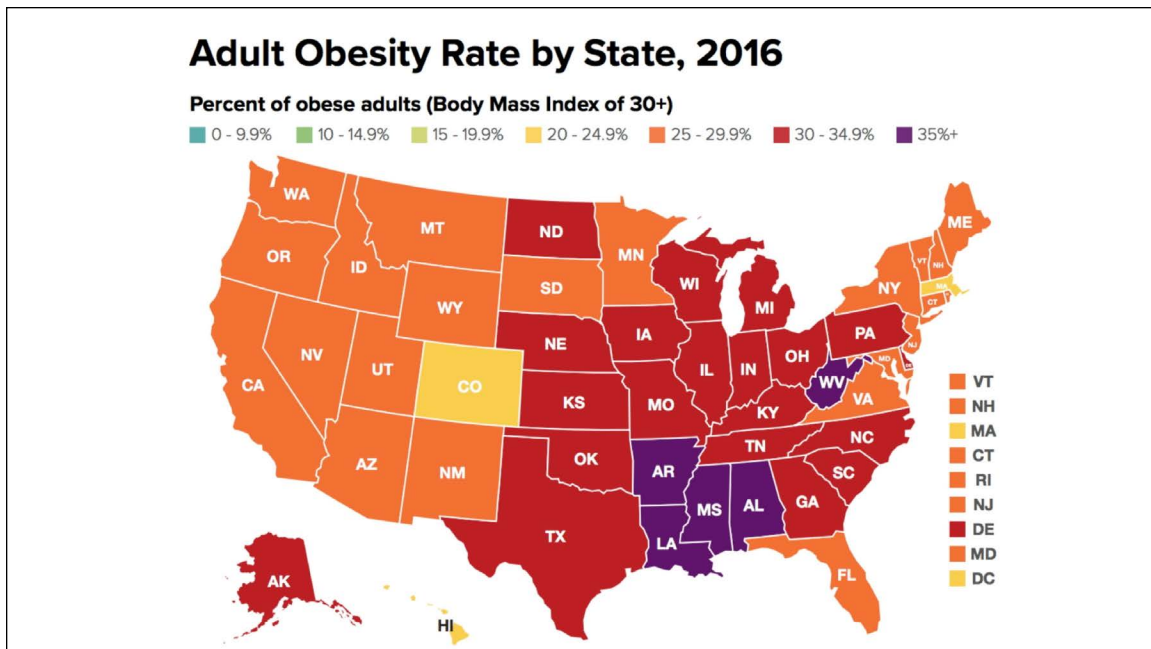 Adult Obesity Rate by State, 2016
Percent of obese adults (Body Mass Index of 30+)
0 - 9.9% 10 - 14.9% 15 - 19.9% 20 - 24.9% 25 - 29.9% 30 - 34.9% 35%+
WA
MT
ND
MN
ME
OR
ID
SD
WI
VT
NH
WY
MI
NY
MA
CT
NE
IA
PA
NJ
NV
UT
CO
IL
IN
OH
MD
CA
KS
MO
WV
VA
KY
AZ
NM
OK
AR
TN
NC
SC
MS
AL
GA
TX
LA
FL
AK
HI
VT
NH
MA
CT
RI
NJ
DE
MD
DC